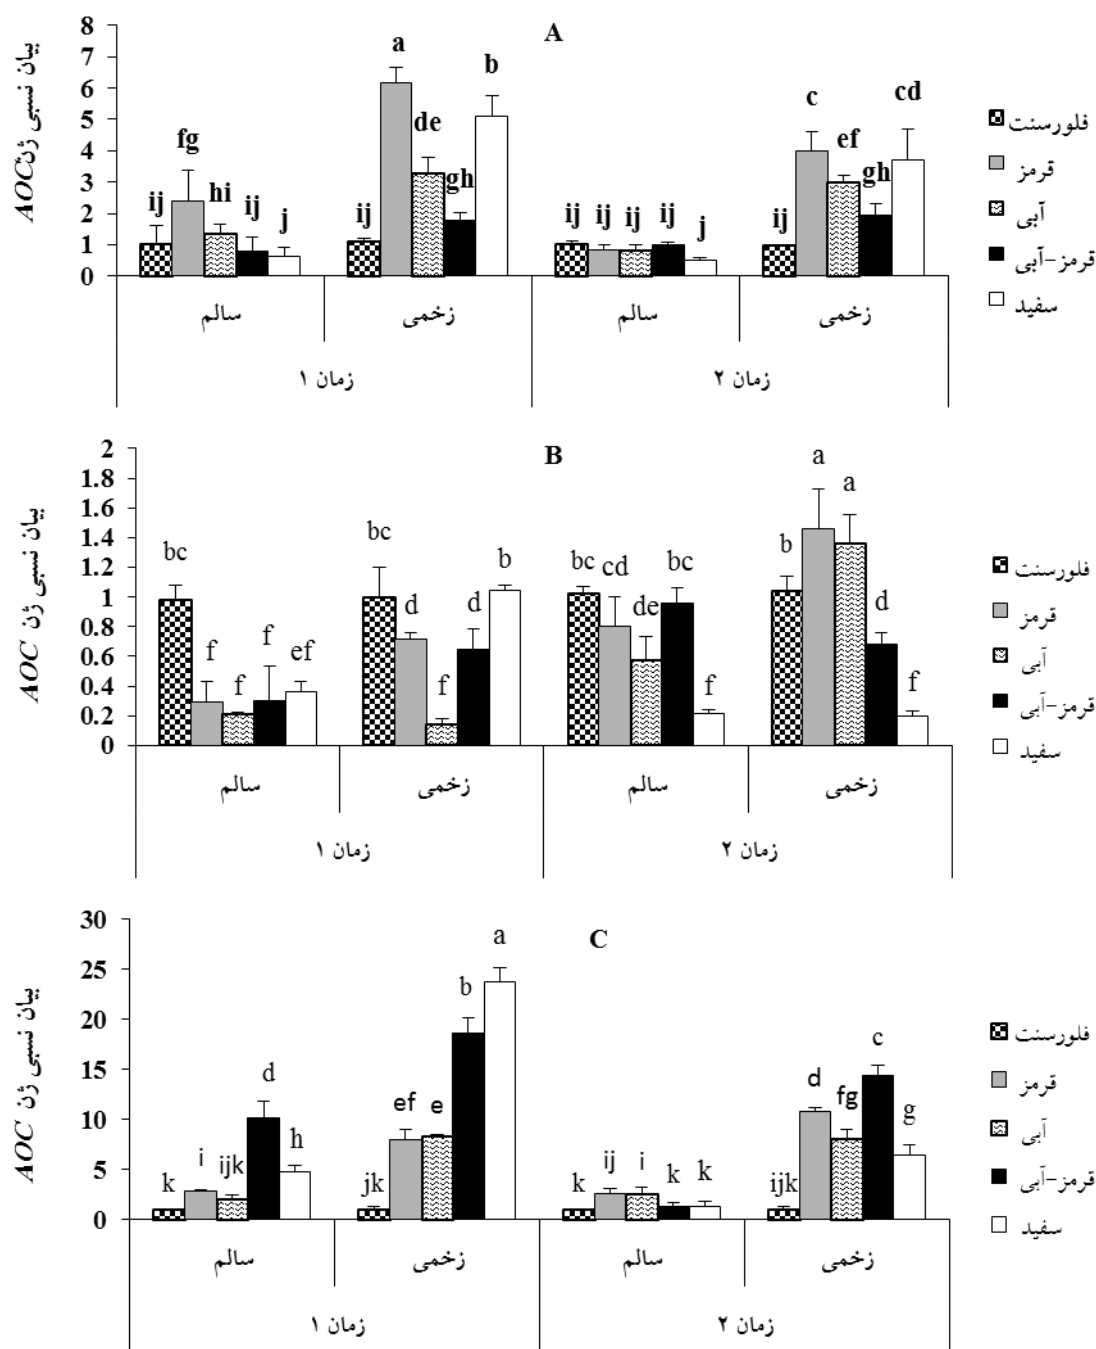 A
بیان نسبی ژن AOC
8
7
6
5
4
3
2
1
0
ij fg hi ij j ij a de gh b ij ij ij ij j ij c ef gh cd
سالم زخمی سالم زخمی
زمان ۱ زمان ۲
فلورسنت
قرمز
آبی
قرمز-آبی
سفید
B
بیان نسبی ژن AOC
2
1.8
1.6
1.4
1.2
1
0.8
0.6
0.4
0.2
0
bc f f f ef bc d f d b bc cd de bc f b a a d f
سالم زخمی سالم زخمی
زمان ۱ زمان ۲
فلورسنت
قرمز
آبی
قرمز-آبی
سفید
C
بیان نسبی ژن AOC
30
25
20
15
10
5
0
k i ijk d h jk ef e b a k ij i k k ijk d fg c g
سالم زخمی سالم زخمی
زمان ۱ زمان ۲
فلورسنت
قرمز
آبی
قرمز-آبی
سفید